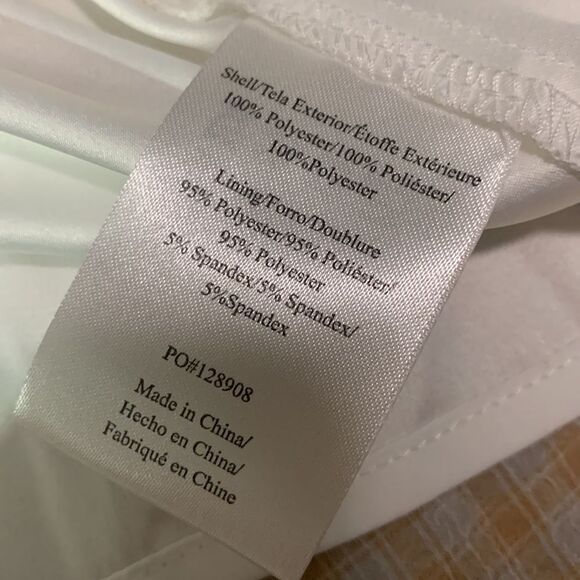 Shell/Tela Exterior/Étoffe Extérieure
100% Polyester/100% Poliéster/
100%Polyester
Lining/Forro/Doublure
95% Polyester/95% Poliéster/
95% Polyester
5% Spandex/5% Spandex/
5%Spandex
PO#128908
Made in China/
Hecho en China/
Fabriqué en Chine